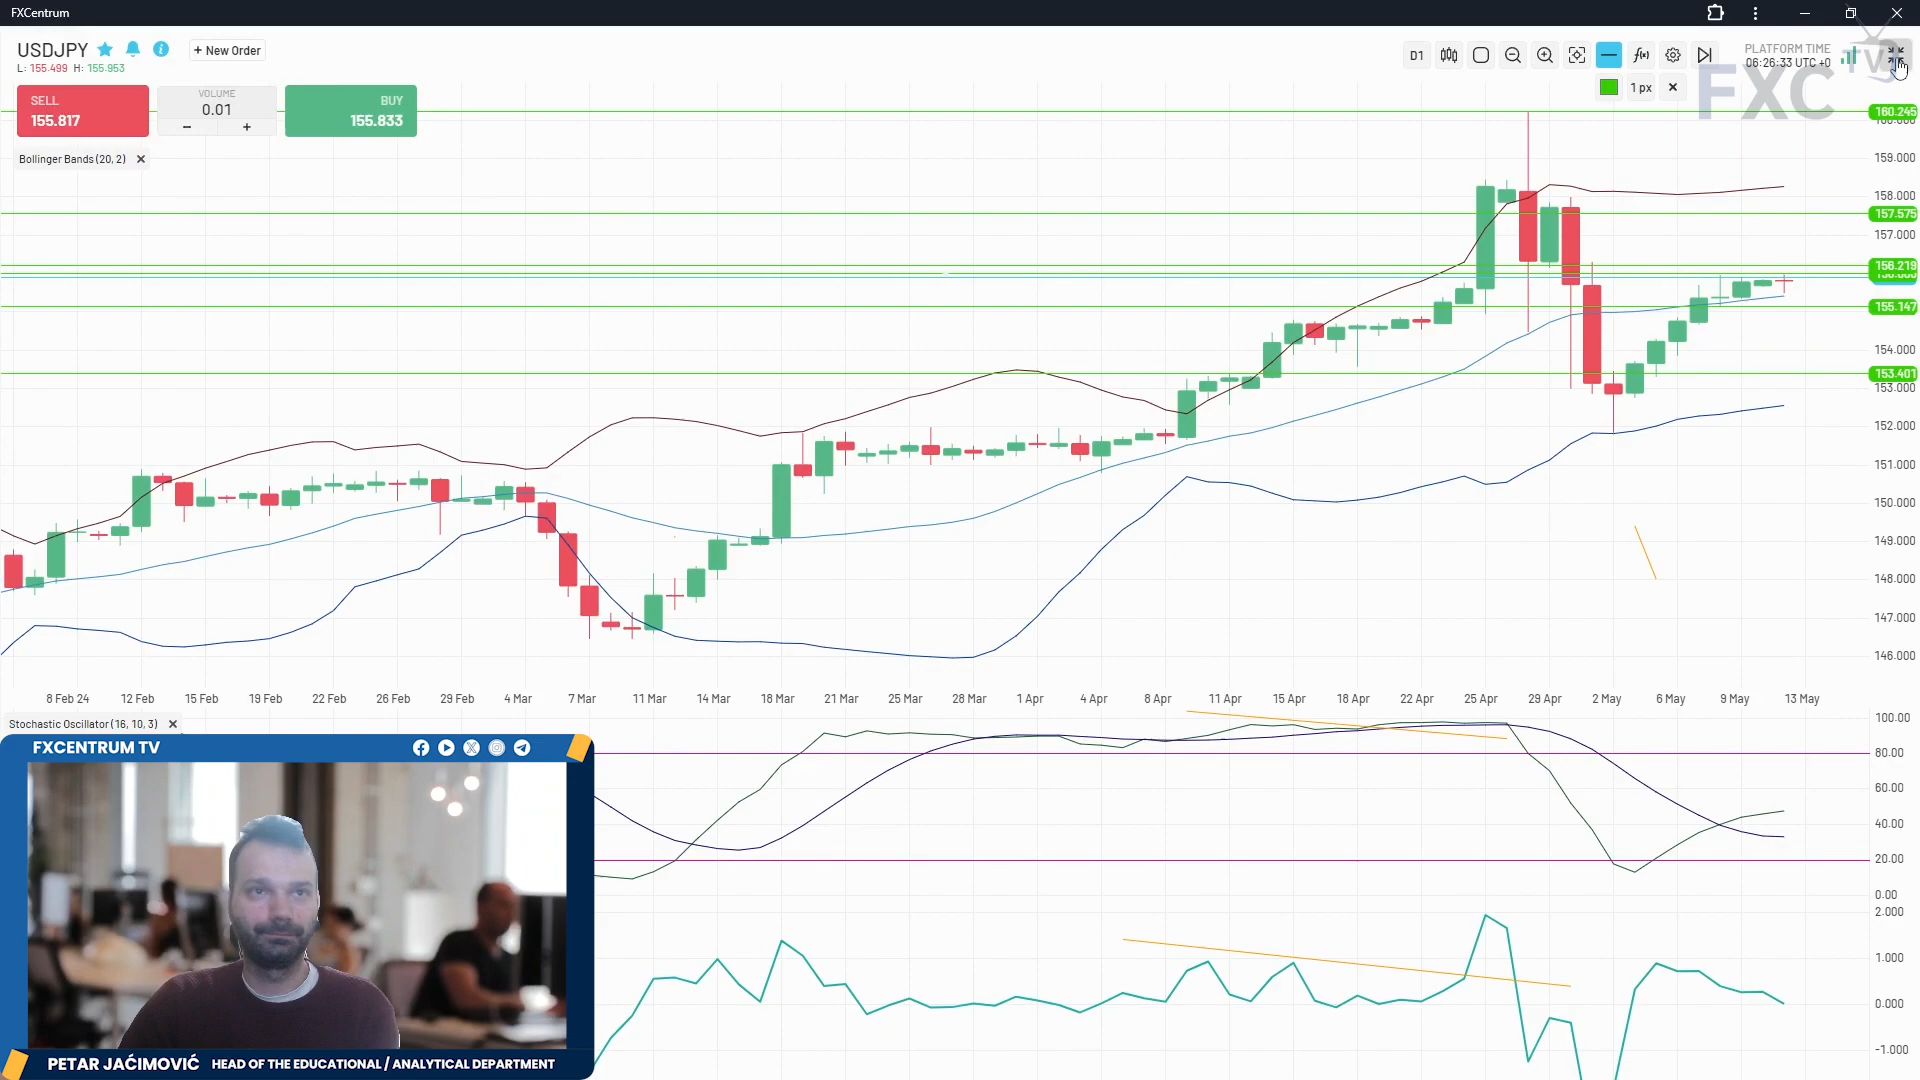 FXCentrum
USDJPY
+ New Order
L: 155.499 H: 155.953
SELL
155.817
VOLUME
0.01
BUY
155.833
Bollinger Bands (20, 2)
D1
PLATFORM TIME
06:26:33 UTC +0
1 px
FXC
TV
160.245
159.000
158.000
157.575
157.000
156.219
155.147
154.000
153.401
153.000
152.000
151.000
150.000
149.000
148.000
147.000
146.000
8 Feb 24 12 Feb 15 Feb 19 Feb 22 Feb 26 Feb 29 Feb 4 Mar 7 Mar 11 Mar 14 Mar 18 Mar 21 Mar 25 Mar 28 Mar 1 Apr 4 Apr 8 Apr 11 Apr 15 Apr 18 Apr 22 Apr 25 Apr 29 Apr 2 May 6 May 9 May 13 May
Stochastic Oscillator (16, 10, 3)
100.00
80.00
60.00
40.00
20.00
0.00
2.000
1.000
0.000
-1.000
FXCENTRUM TV
PETAR JAĆIMOVIĆ HEAD OF THE EDUCATIONAL / ANALYTICAL DEPARTMENT